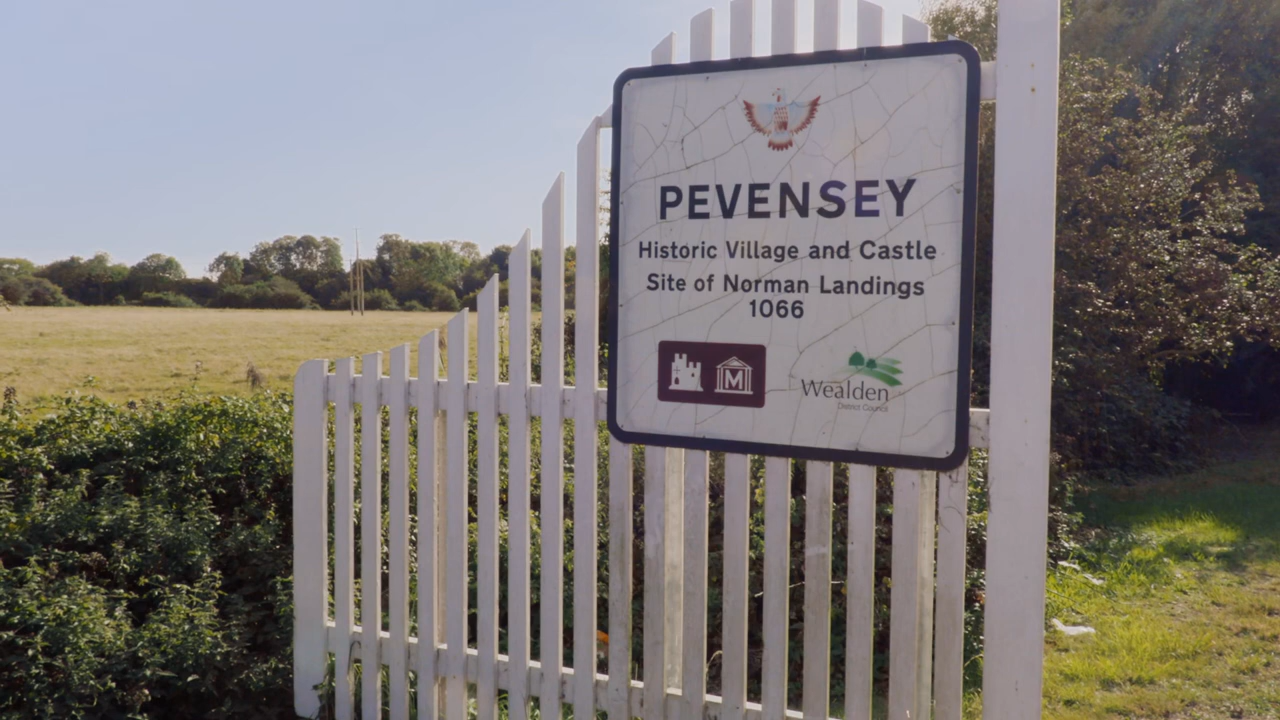 PEVENSEY
Historic Village and Castle
Site of Norman Landings
1066
M
Wealden
District Council